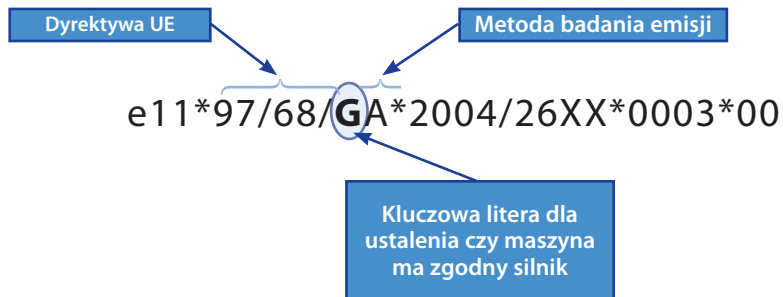 Dyrektywa UE
Metoda badania emisji
e11*97/68/GA*2004/26XX*0003*00
Kluczowa litera dla
ustalenia czy maszyna
ma zgodny silnik